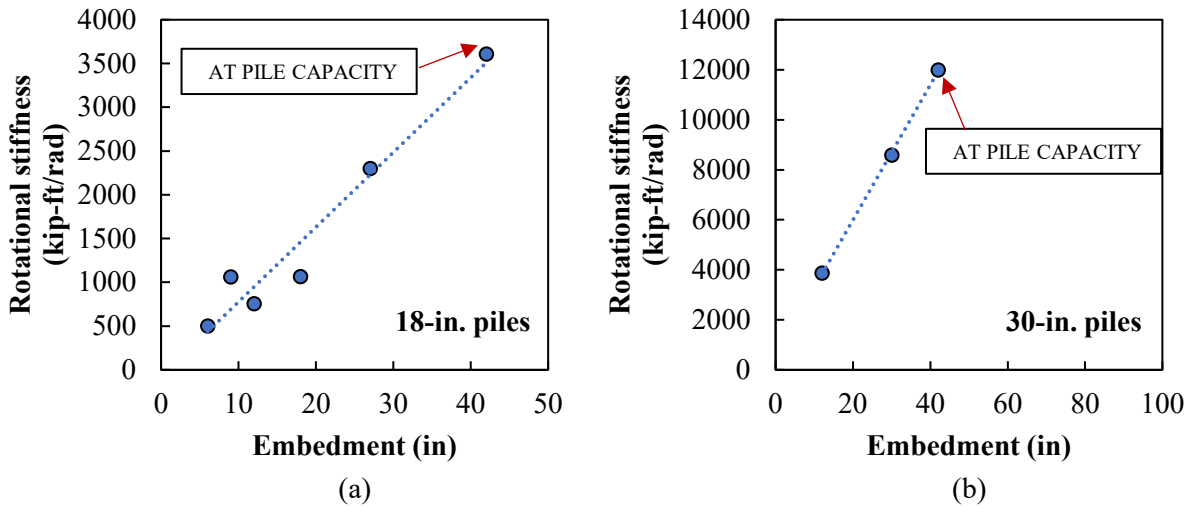 Rotational stiffness
(kip-ft/rad)
4000
3500
3000
2500
2000
1500
1000
500
0
AT PILE CAPACITY
18-in. piles
0 10 20 30 40 50
Embedment (in)
(a)
Rotational stiffness
(kip-ft/rad)
14000
12000
10000
8000
6000
4000
2000
0
AT PILE CAPACITY
30-in. piles
0 20 40 60 80 100
Embedment (in)
(b)